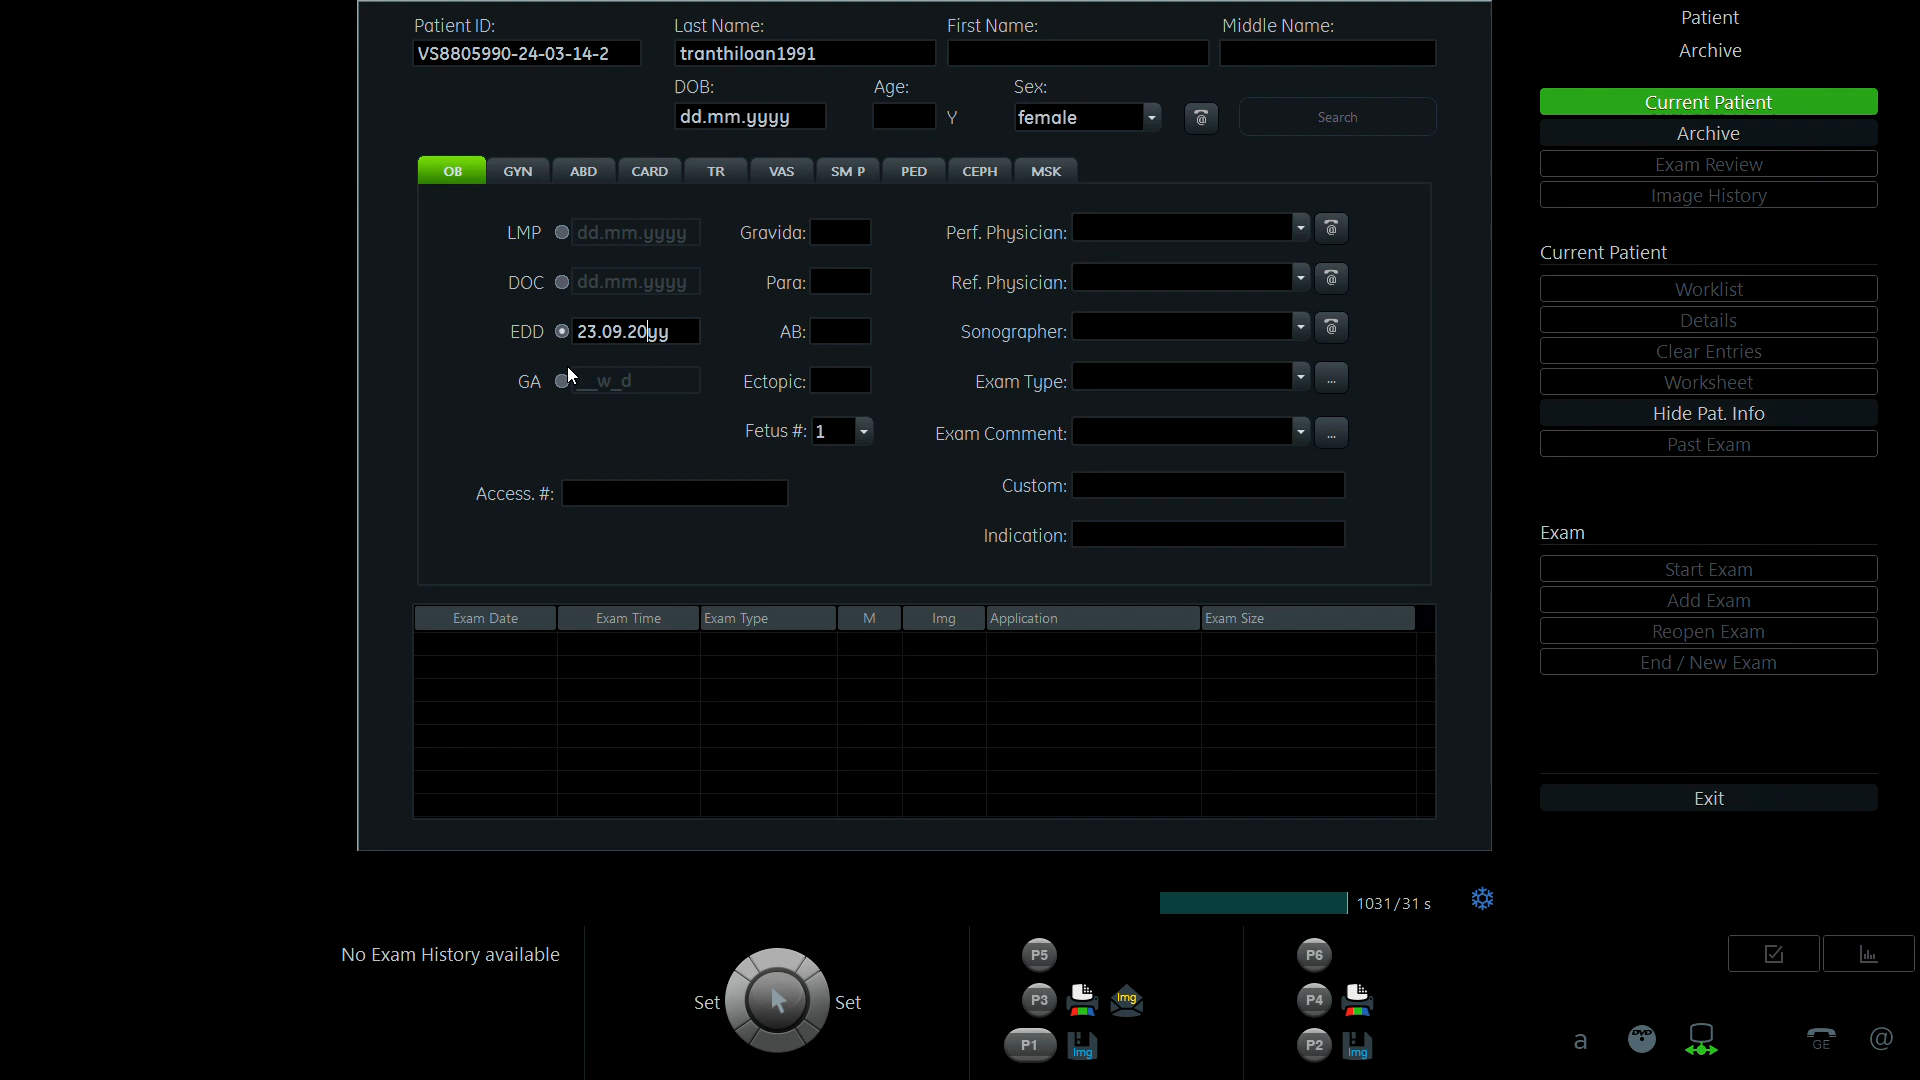 Patient ID: Last Name: First Name: Middle Name:
VS8805990-24-03-14-2 tranthiloan1991
DOB: Age: Sex:
dd.mm.yyyy Y female @ Search
OB GYN ABD CARD TR VAS SM P PED CEPH MSK
LMP dd.mm.yyyy Gravida: Perf. Physician: @
DOC dd.mm.yyyy Para: Ref. Physician: @
EDD 23.09.20yy AB: Sonographer: @
GA __w_d Ectopic: Exam Type: ...
Fetus #: 1 Exam Comment: ...
Access. #: Custom:
Indication:
Exam Date Exam Time Exam Type M Img Application Exam Size
1031/31 s
No Exam History available
Set Set
P5
P3 Img
P1 Img
P6
P4
P2 Img
Patient
Archive
Current Patient
Archive
Exam Review
Image History
Current Patient
Worklist
Details
Clear Entries
Worksheet
Hide Pat. Info
Past Exam
Exam
Start Exam
Add Exam
Reopen Exam
End / New Exam
Exit
a DVD GE @